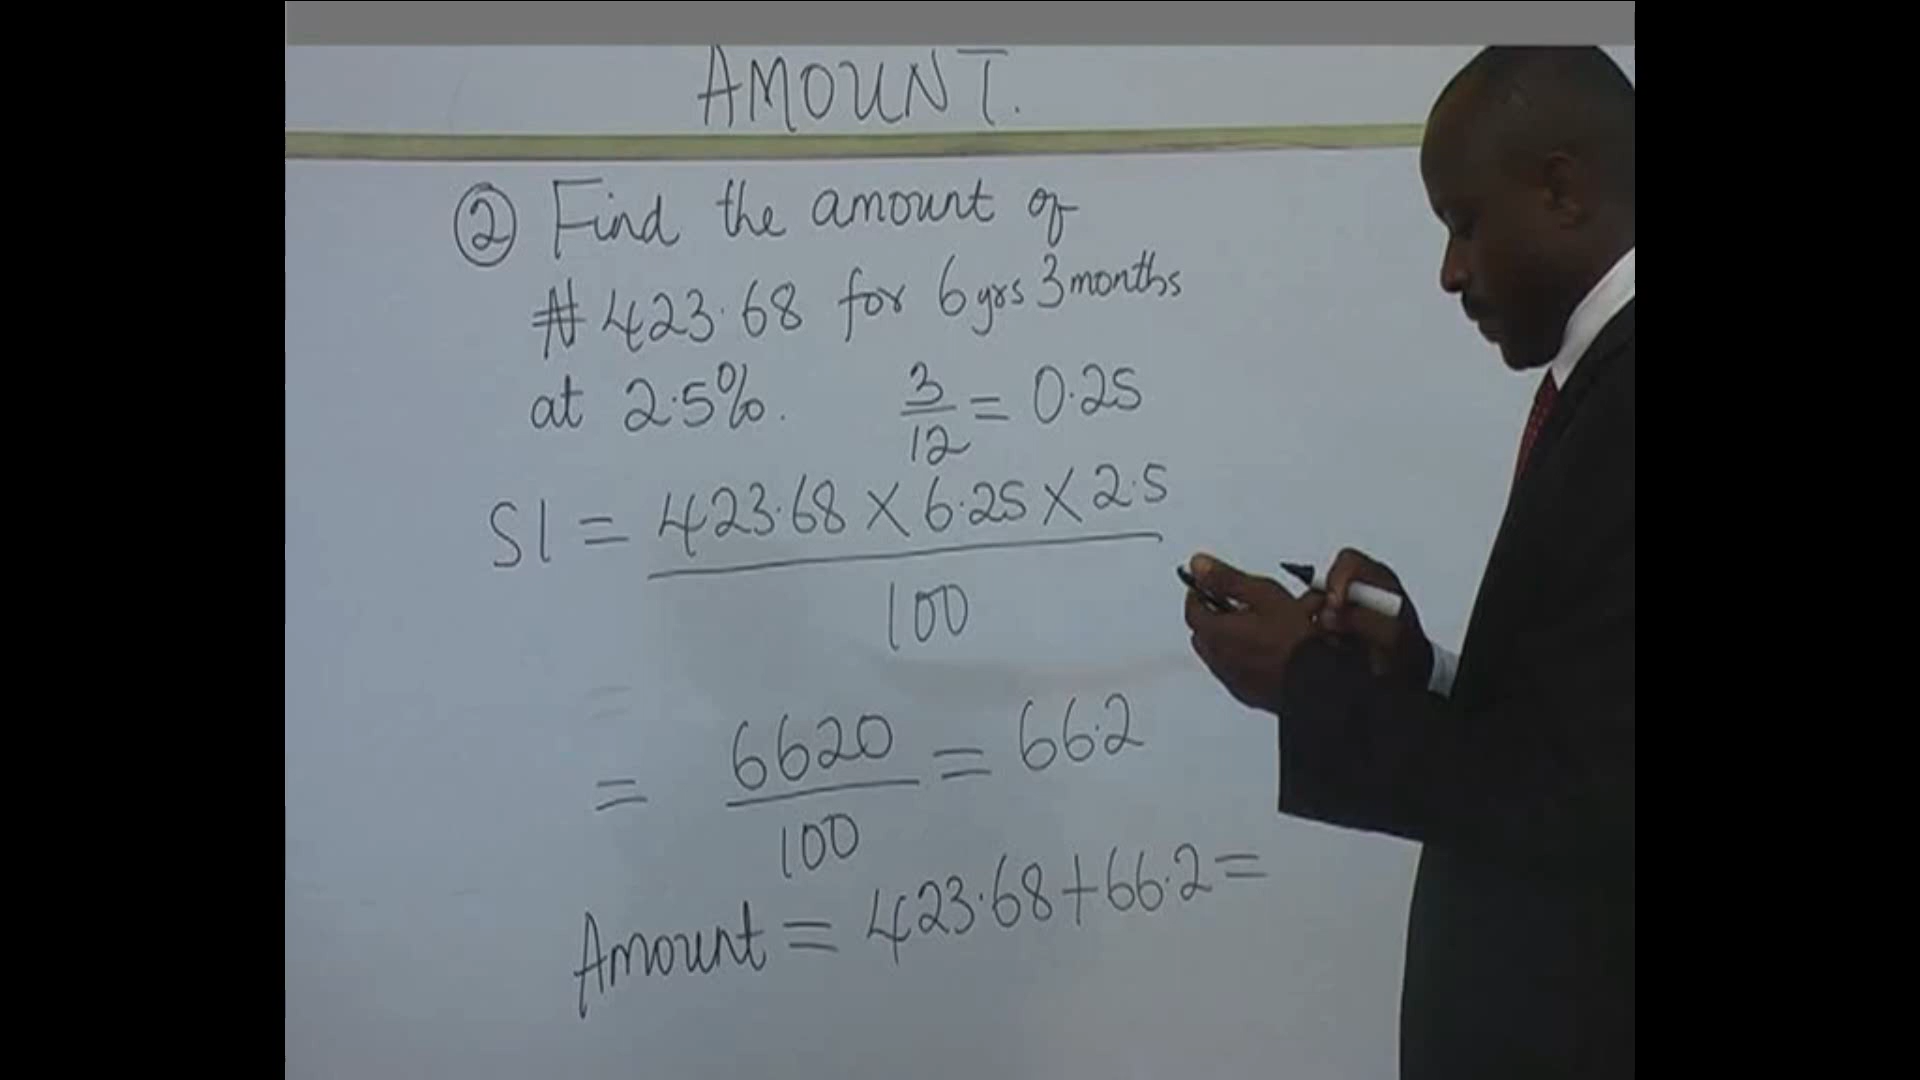 AMOUNT.
② Find the amount of
₦423.68 for 6yrs 3months
at 2.5%. 3/12 = 0.25
SI = 423.68 X 6.25 X 2.5
100
=
= 6620/100 = 66.2
Amount = 423.68+66.2=